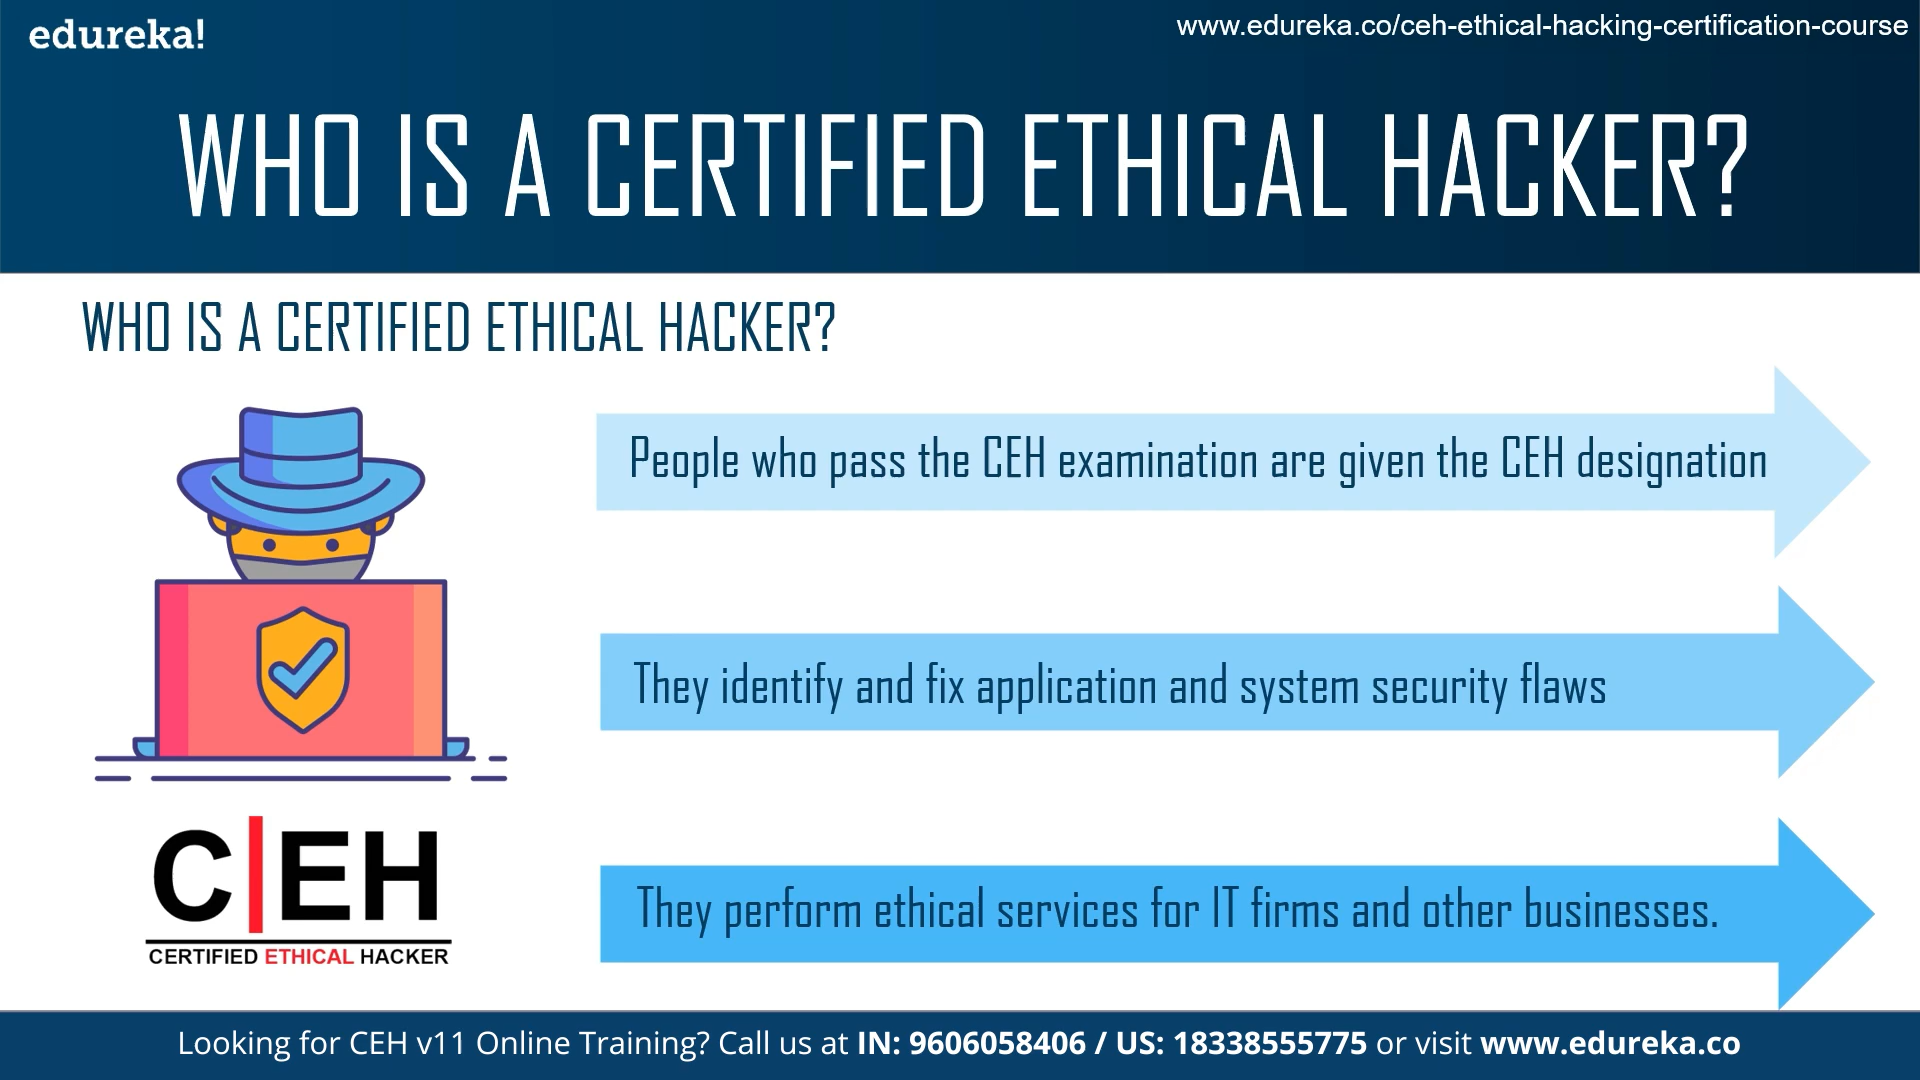 edureka!
www.edureka.co/ceh-ethical-hacking-certification-course
WHO IS A CERTIFIED ETHICAL HACKER?
WHO IS A CERTIFIED ETHICAL HACKER?
People who pass the CEH examination are given the CEH designation
They identify and fix application and system security flaws
They perform ethical services for IT firms and other businesses.
C|EH
CERTIFIED ETHICAL HACKER
Looking for CEH v11 Online Training? Call us at IN: 9606058406 / US: 18338555775 or visit www.edureka.co